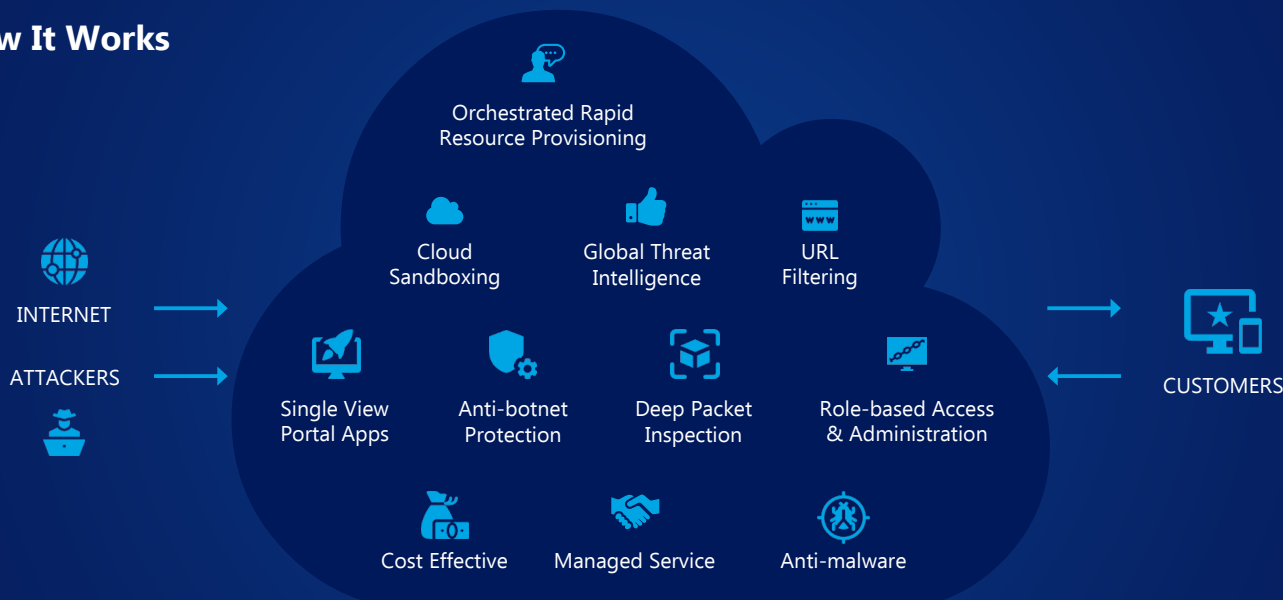 w It Works
Orchestrated Rapid
Resource Provisioning
Cloud
Sandboxing
Global Threat
Intelligence
URL
Filtering
INTERNET
ATTACKERS
Single View
Portal Apps
Anti-botnet
Protection
Deep Packet
Inspection
Role-based Access
& Administration
CUSTOMERS
Cost Effective
Managed Service
Anti-malware
WWW